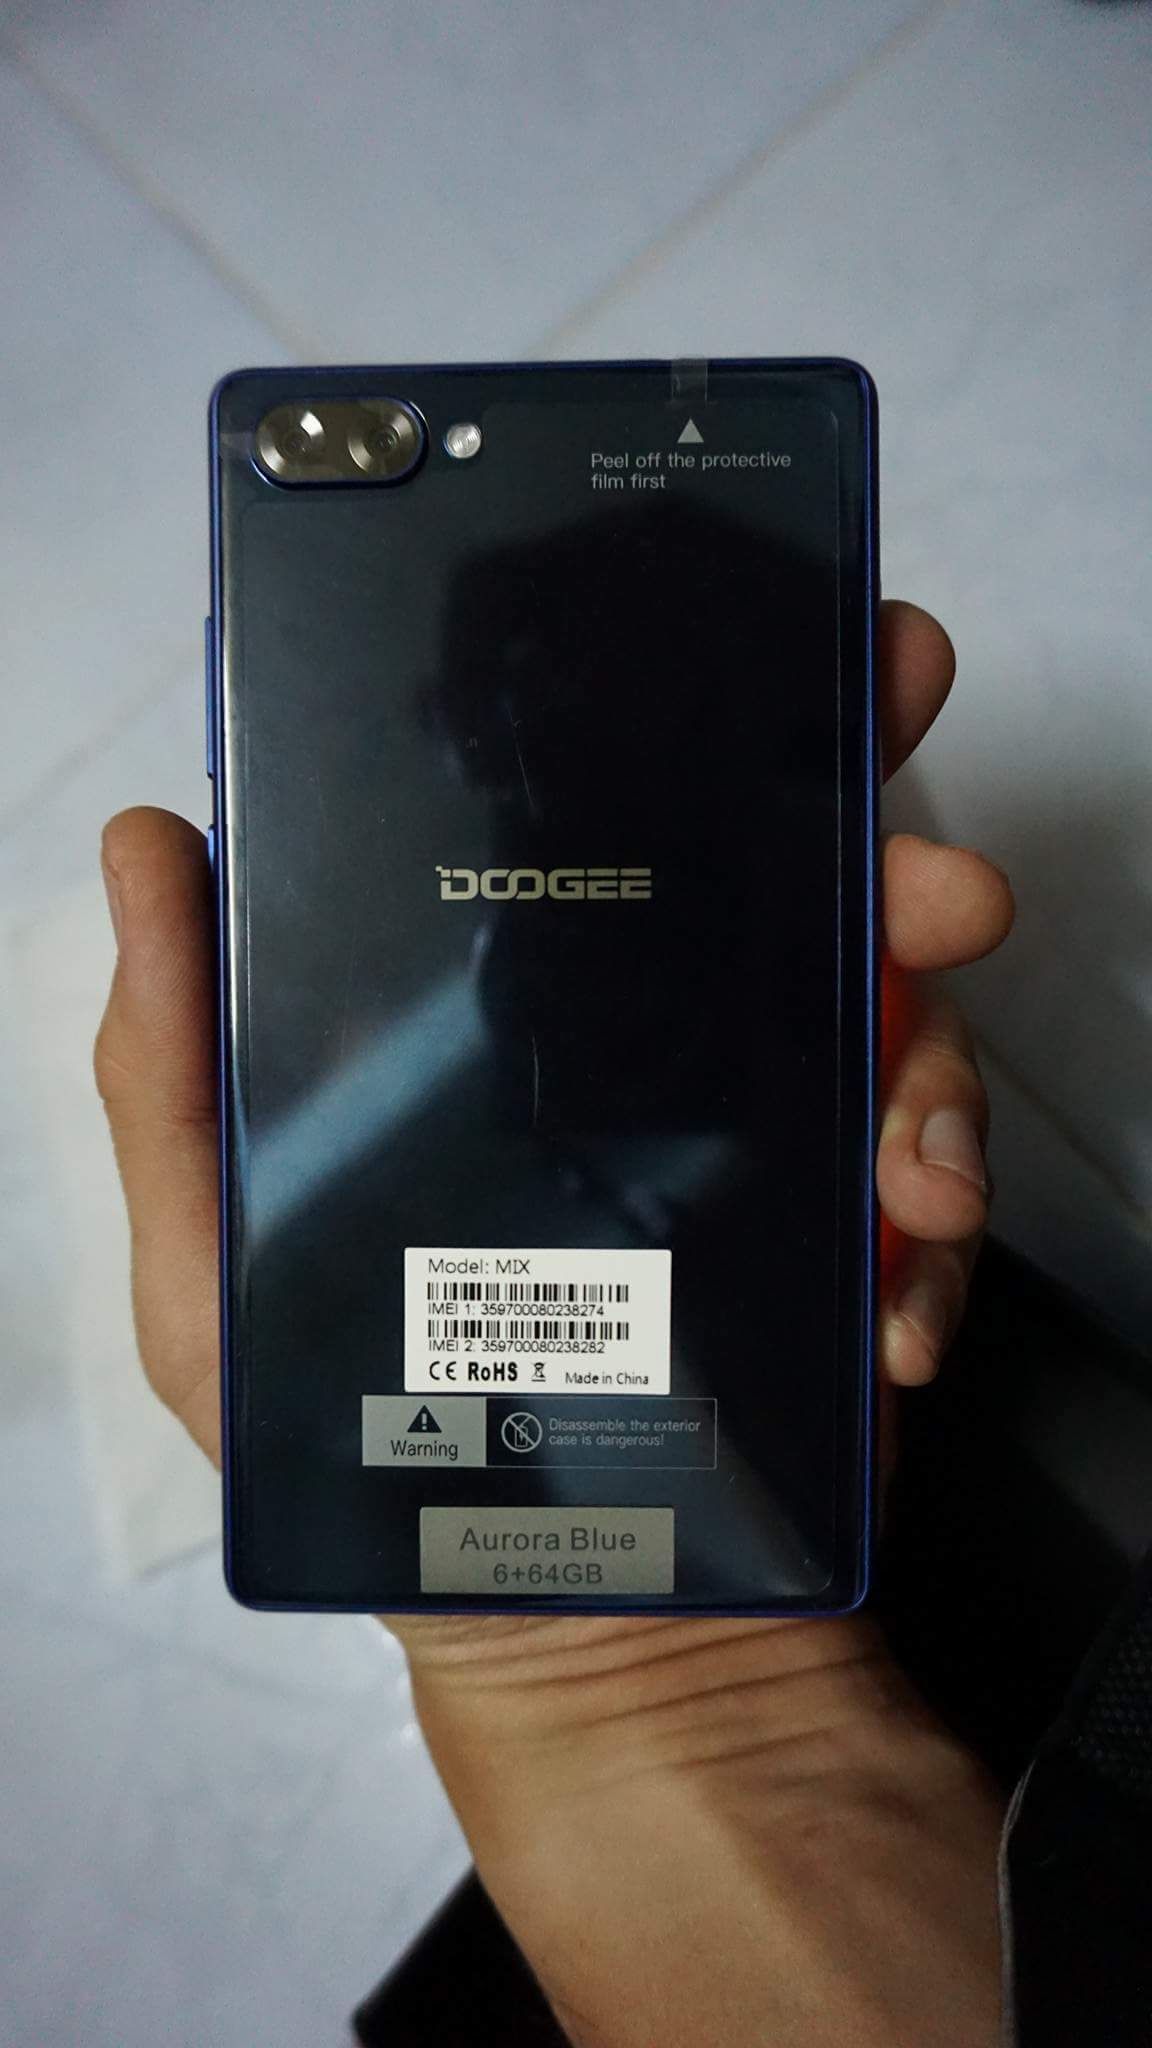 Peel off the protective
film first
DOOGEE
Model: MIX
IMEI 1: 359700080238274
IMEI 2: 359700080238282
CE RoHS
Made in China
Warning
Disassemble the exterior
case is dangerous!
Aurora Blue
6+64GB